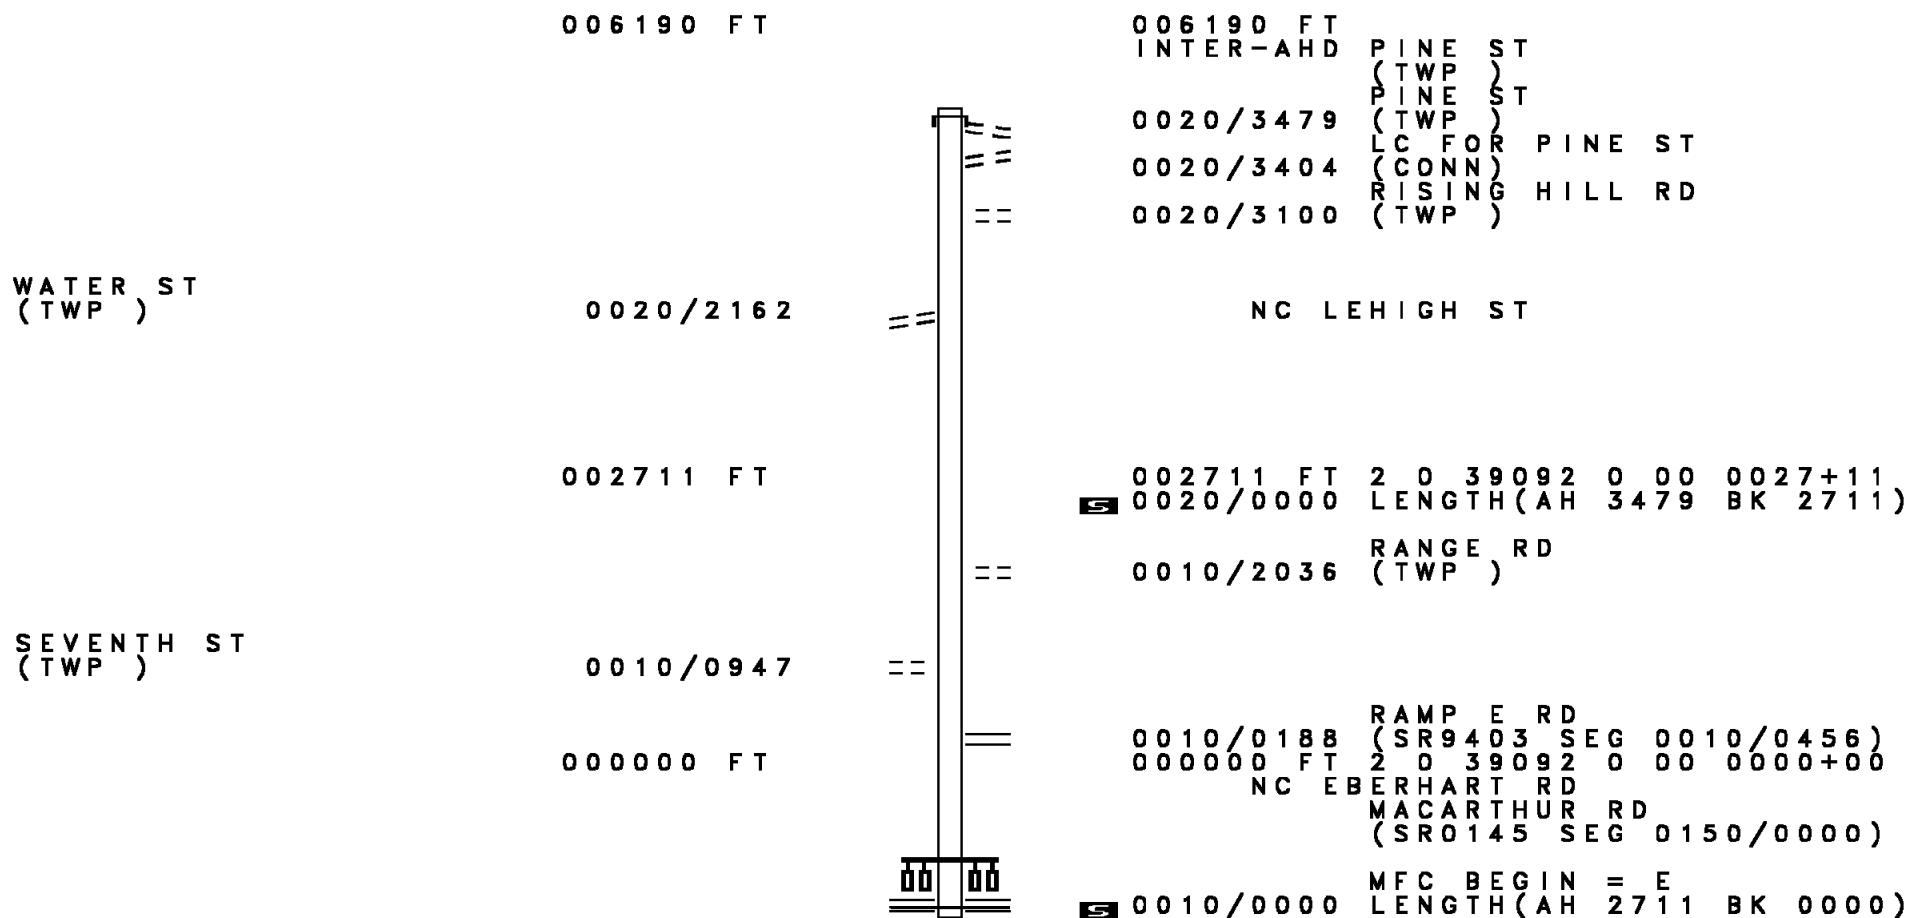 006190 FT 006190 FT
INTER-AHD PINE ST
(TWP )
PINE ST
0020/3479 (TWP )
LC FOR PINE ST
0020/3404 (CONN)
RISING HILL RD
0020/3100 (TWP )
WATER ST
(TWP ) 0020/2162 NC LEHIGH ST
002711 FT 002711 FT 2 0 39092 0 00 0027+11
S 0020/0000 LENGTH(AH 3479 BK 2711)
RANGE RD
0010/2036 (TWP )
SEVENTH ST
(TWP ) 0010/0947
RAMP E RD
0010/0188 (SR9403 SEG 0010/0456)
000000 FT 000000 FT 2 0 39092 0 00 0000+00
NC EBERHART RD
MACARTHUR RD
(SR0145 SEG 0150/0000)
MFC BEGIN = E
S 0010/0000 LENGTH(AH 2711 BK 0000)